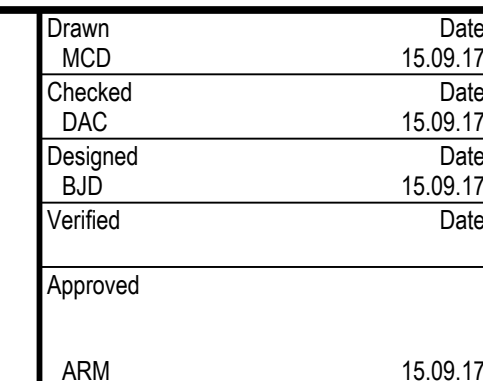 Drawn Date
MCD 15.09.17
Checked Date
DAC 15.09.17
Designed Date
BJD 15.09.17
Verified Date
Approved
ARM 15.09.17